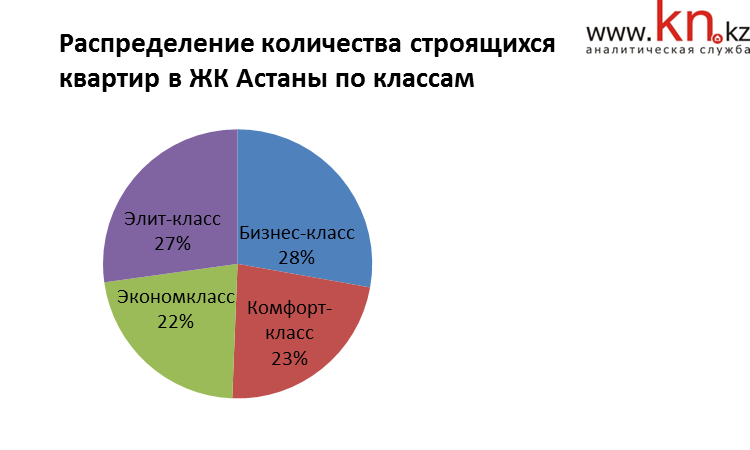 Распределение количества строящихся
квартир в ЖК Астаны по классам
www.kn.kz
аналитическая служба
Элит-класс
27%
Бизнес-класс
28%
Экономкласс
22%
Комфорт-
класс
23%